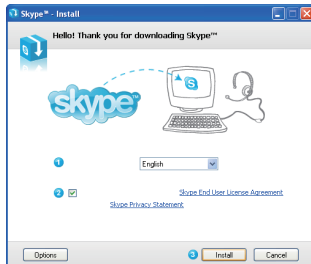 Skype™ - Install
Hello! Thank you for downloading Skype™
skype™
S
1
English
2
Skype End User License Agreement
Skype Privacy Statement
Options
3
Install
Cancel